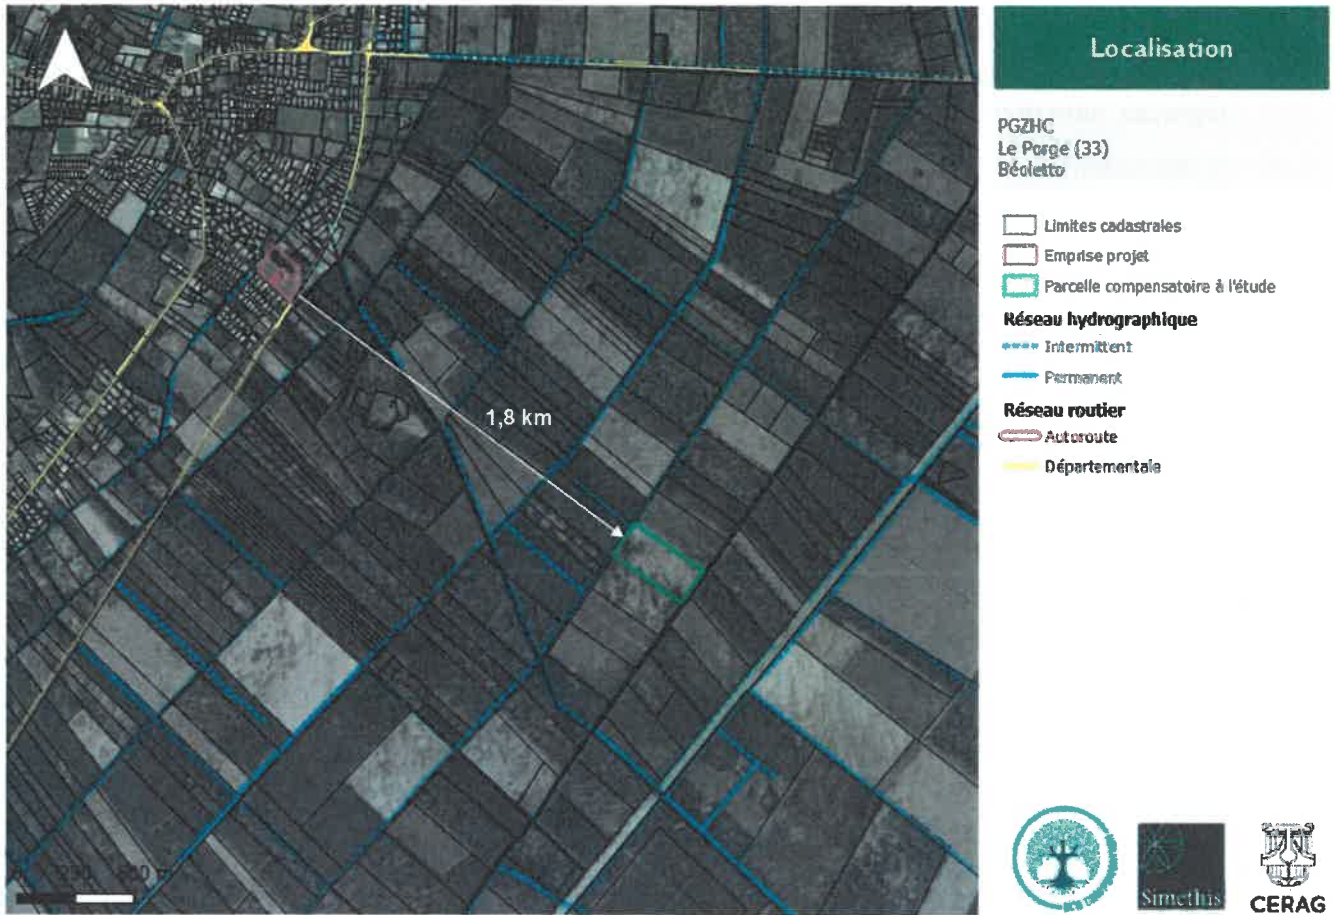 Localisation
PGZHC
Le Porge (33)
Béoletto
Limites cadastrales
Emprise projet
Parcelle compensatoire à l'étude
Réseau hydrographique
Intermittent
Permanent
Réseau routier
Autoroute
Départementale
1,8 km
Simethis
CERAG